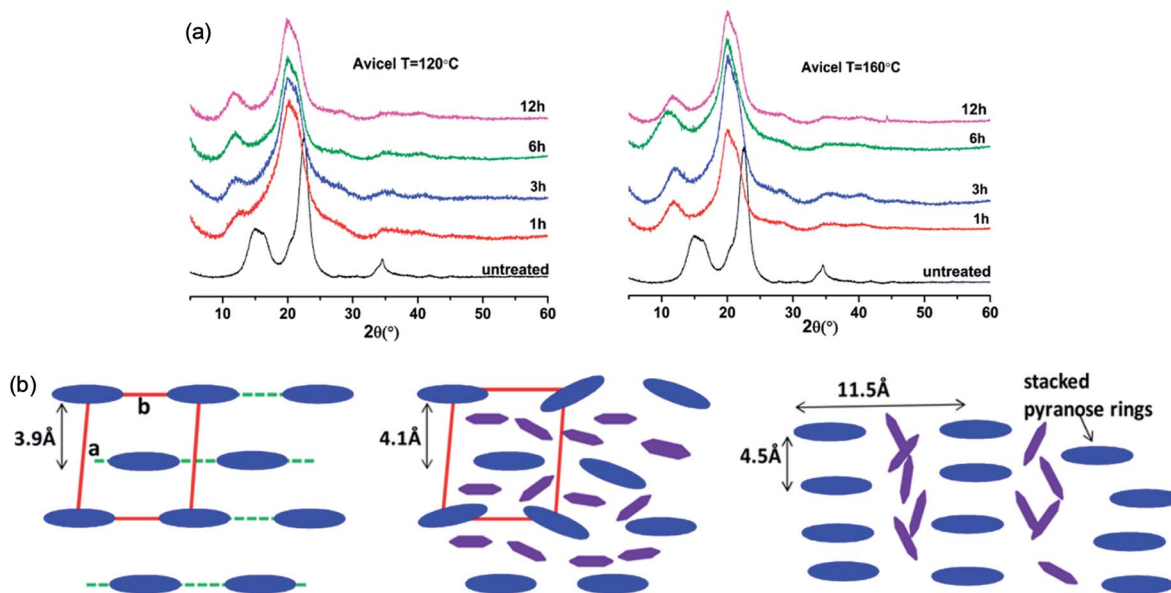 (a)
Avicel T=120°C
12h
6h
3h
1h
untreated
10 20 30 40 50 60
2θ(°)
Avicel T=160°C
12h
6h
3h
1h
untreated
10 20 30 40 50 60
2θ(°)
(b)
b
3.9Å
a
4.1Å
11.5Å
4.5Å
stacked
pyranose rings